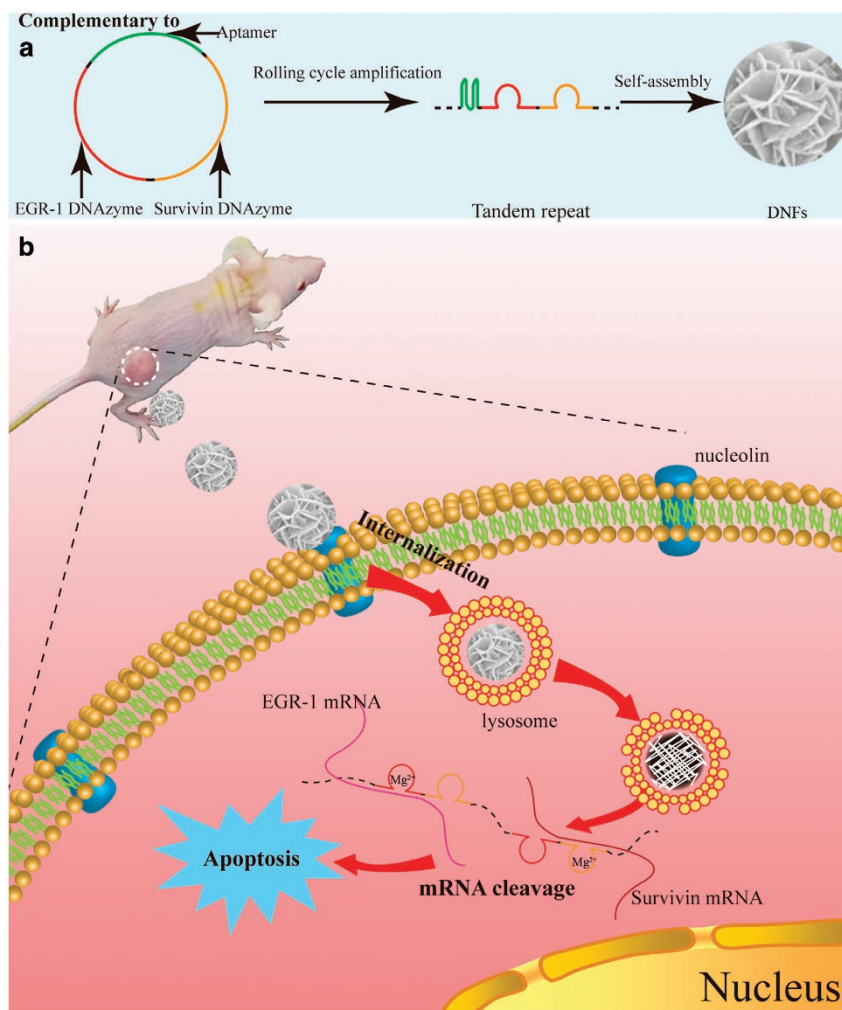 Complementary to
a
Aptamer
Rolling cycle amplification
Self-assembly
EGR-1 DNAzyme
Survivin DNAzyme
Tandem repeat
DNFs
b
nucleolin
Internalization
lysosome
EGR-1 mRNA
Mg²⁺
Mg²⁺
Apoptosis
mRNA cleavage
Survivin mRNA
Nucleus